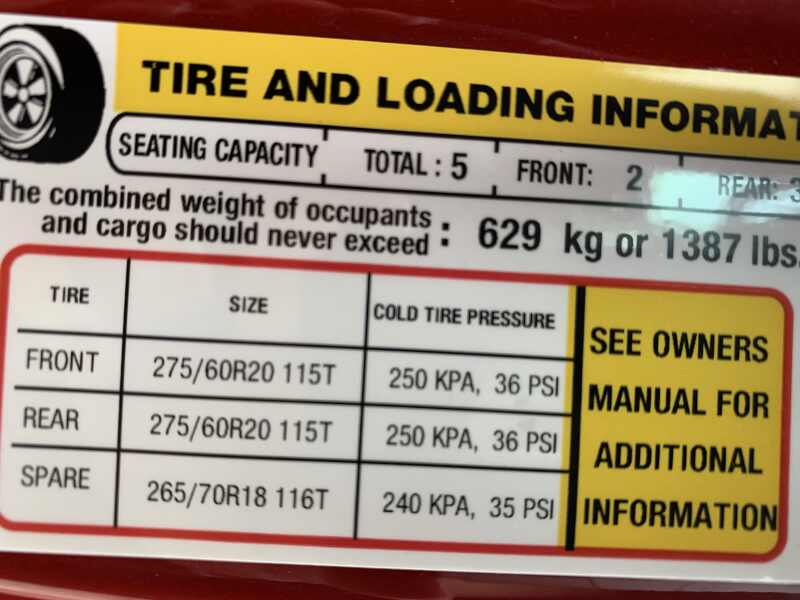 TIRE AND LOADING INFORMAT
SEATING CAPACITY TOTAL : 5 FRONT: 2 REAR: 3
The combined weight of occupants
and cargo should never exceed : 629 kg or 1387 lbs.
TIRE SIZE COLD TIRE PRESSURE
FRONT 275/60R20 115T 250 KPA, 36 PSI
REAR 275/60R20 115T 250 KPA, 36 PSI
SPARE 265/70R18 116T 240 KPA, 35 PSI
SEE OWNERS
MANUAL FOR
ADDITIONAL
INFORMATION